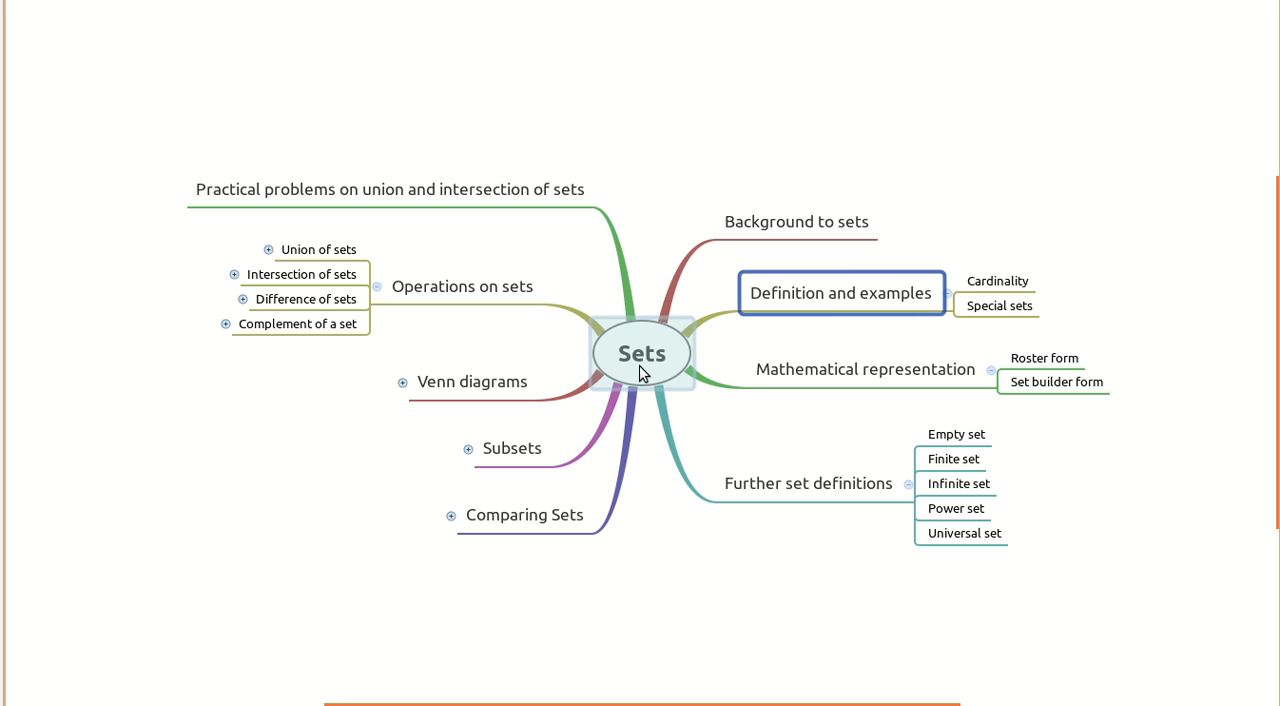 Practical problems on union and intersection of sets
Union of sets
Intersection of sets
Difference of sets
Complement of a set
Operations on sets
Venn diagrams
Subsets
Comparing Sets
Sets
Background to sets
Definition and examples
Cardinality
Special sets
Mathematical representation
Roster form
Set builder form
Further set definitions
Empty set
Finite set
Infinite set
Power set
Universal set